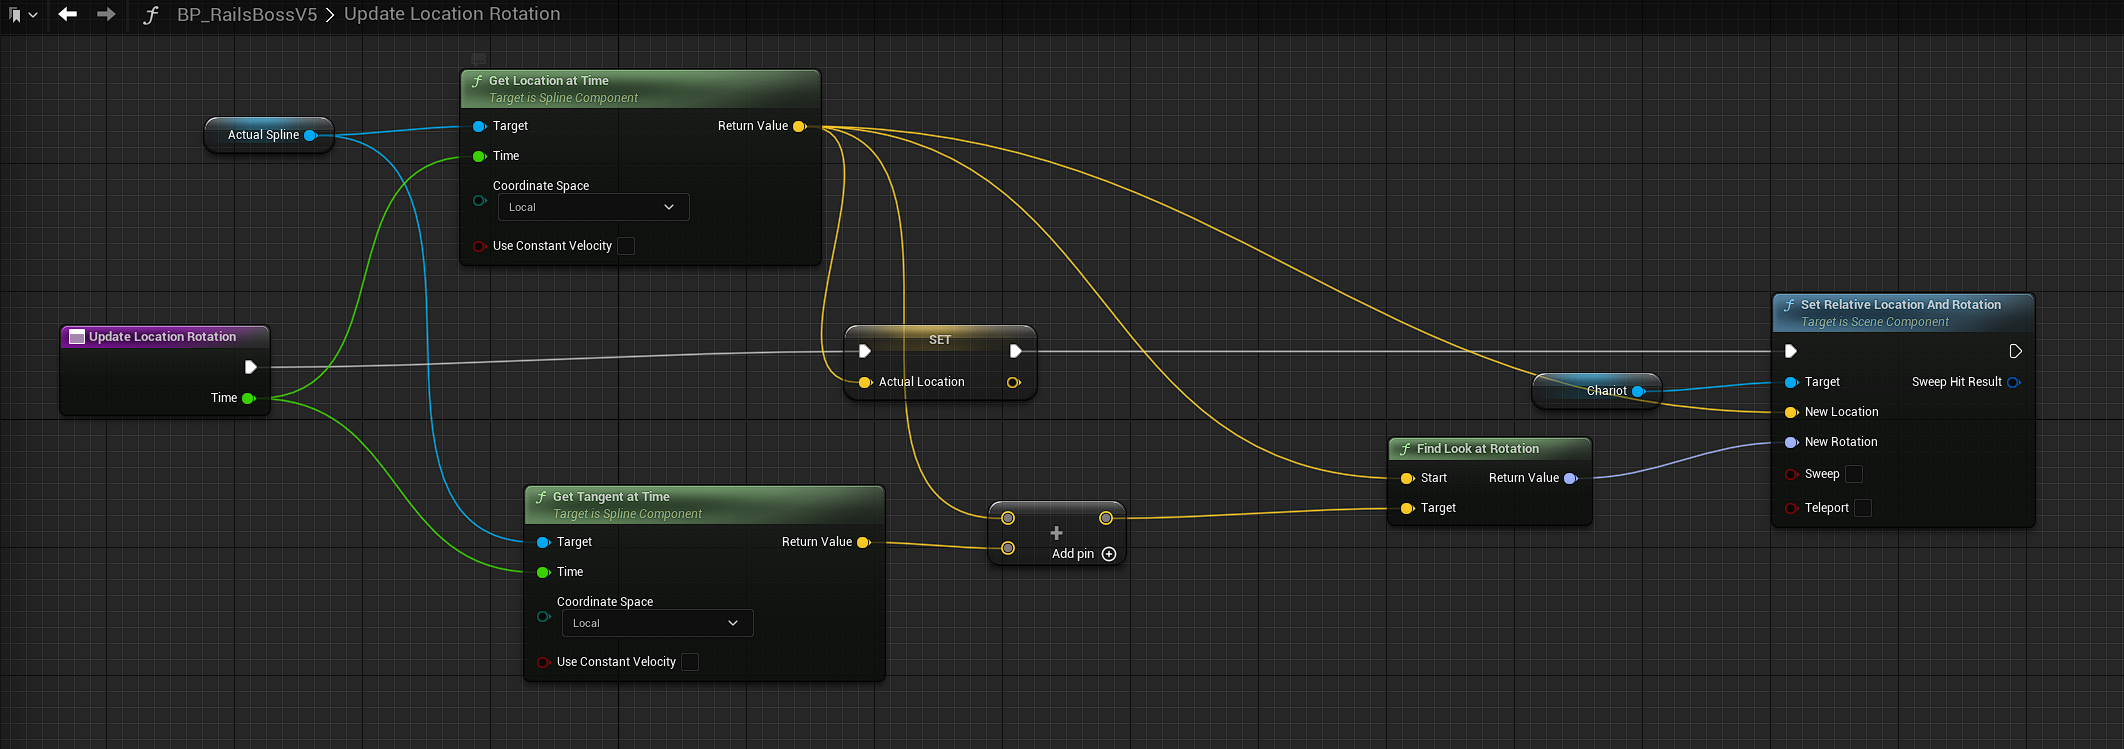 BP_RailsBossV5 > Update Location Rotation
Get Location at Time
Target is Spline Component
Target
Return Value
Time
Coordinate Space
Local
Use Constant Velocity
Actual Spline
Update Location Rotation
Time
SET
Actual Location
Get Tangent at Time
Target is Spline Component
Target
Return Value
Time
Coordinate Space
Local
Use Constant Velocity
+
Add pin
Find Look at Rotation
Start
Return Value
Target
Chariot
Set Relative Location And Rotation
Target is Scene Component
Target
Sweep Hit Result
New Location
New Rotation
Sweep
Teleport